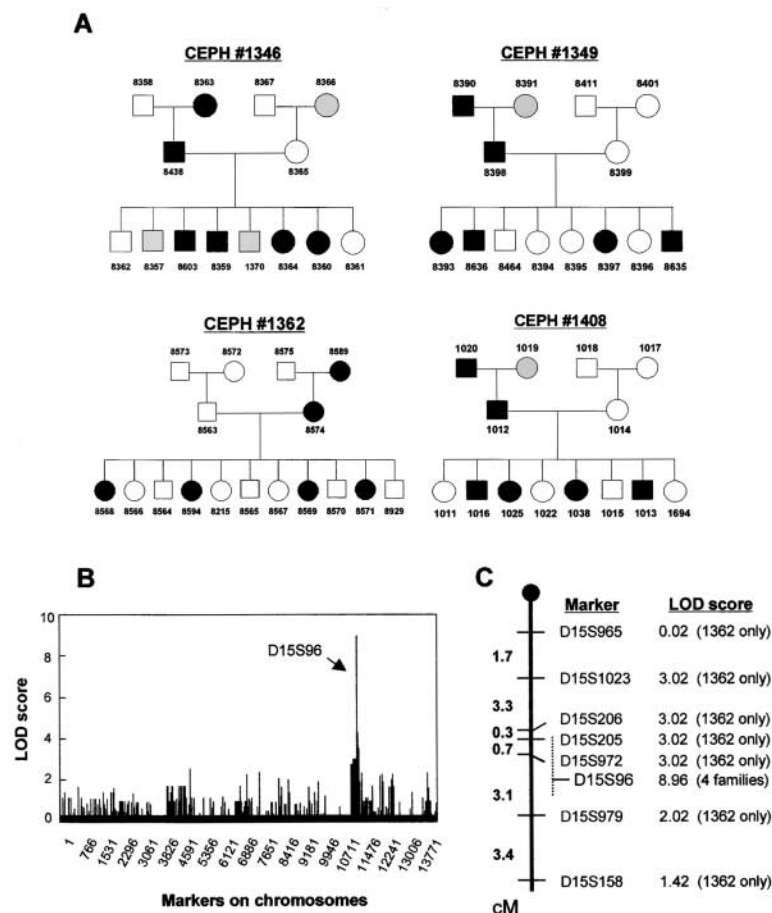 A
CEPH #1346
8358 8363 8367 8366
8438 8365
8362 8357 8603 8359 1370 8364 8360 8361
CEPH #1349
8390 8391 8411 8401
8398 8399
8393 8636 8464 8394 8395 8397 8396 8635
CEPH #1362
8573 8572 8575 8589
8563 8574
8568 8566 8564 8594 8215 8565 8567 8569 8570 8571 8929
CEPH #1408
1020 1019 1018 1017
1012 1014
1011 1016 1025 1022 1038 1015 1013 1694
B
LOD score
10
8
6
4
2
0
D15S96
1 766 1531 2296 3061 3826 4591 5356 6121 6886 7651 8416 9181 9946 10711 11476 12241 13006 13771
Markers on chromosomes
C
Marker LOD score
D15S965 0.02 (1362 only)
1.7
D15S1023 3.02 (1362 only)
3.3
D15S206 3.02 (1362 only)
0.3
D15S205 3.02 (1362 only)
0.7
D15S972 3.02 (1362 only)
D15S96 8.96 (4 families)
3.1
D15S979 2.02 (1362 only)
3.4
D15S158 1.42 (1362 only)
cM